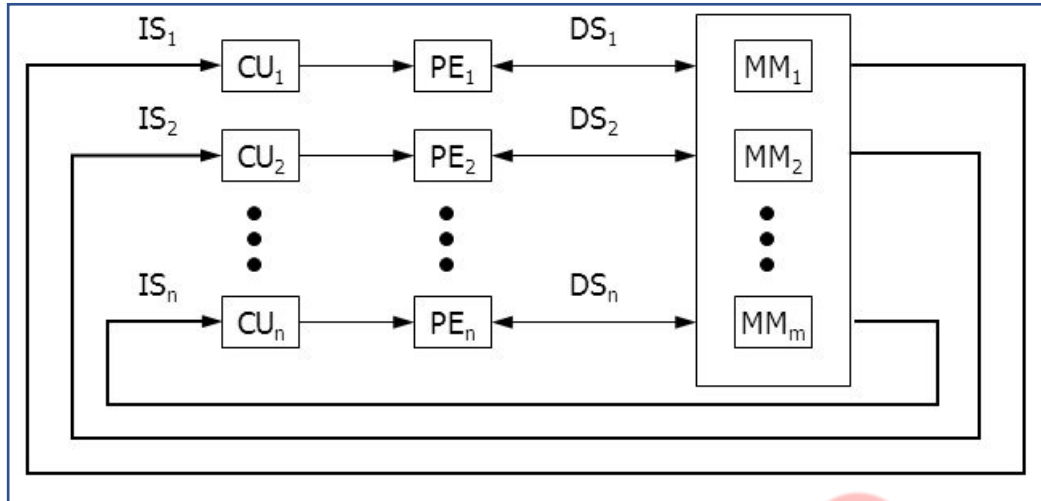 IS₁ DS₁
CU₁ PE₁ MM₁
IS₂ DS₂
CU₂ PE₂ MM₂
ISₙ DSₙ
CUₙ PEₙ MMₘ